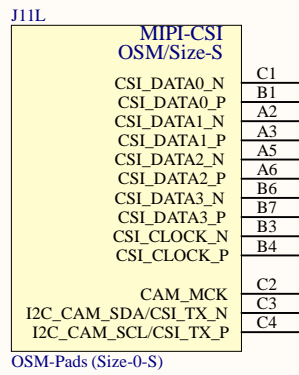 J11L
MIPI-CSI
OSM/Size-S
CSI_DATA0_N C1
CSI_DATA0_P B1
CSI_DATA1_N A2
CSI_DATA1_P A3
CSI_DATA2_N A5
CSI_DATA2_P A6
CSI_DATA3_N B6
CSI_DATA3_P B7
CSI_CLOCK_N B3
CSI_CLOCK_P B4
CAM_MCK C2
I2C_CAM_SDA/CSI_TX_N C3
I2C_CAM_SCL/CSI_TX_P C4
OSM-Pads (Size-0-S)